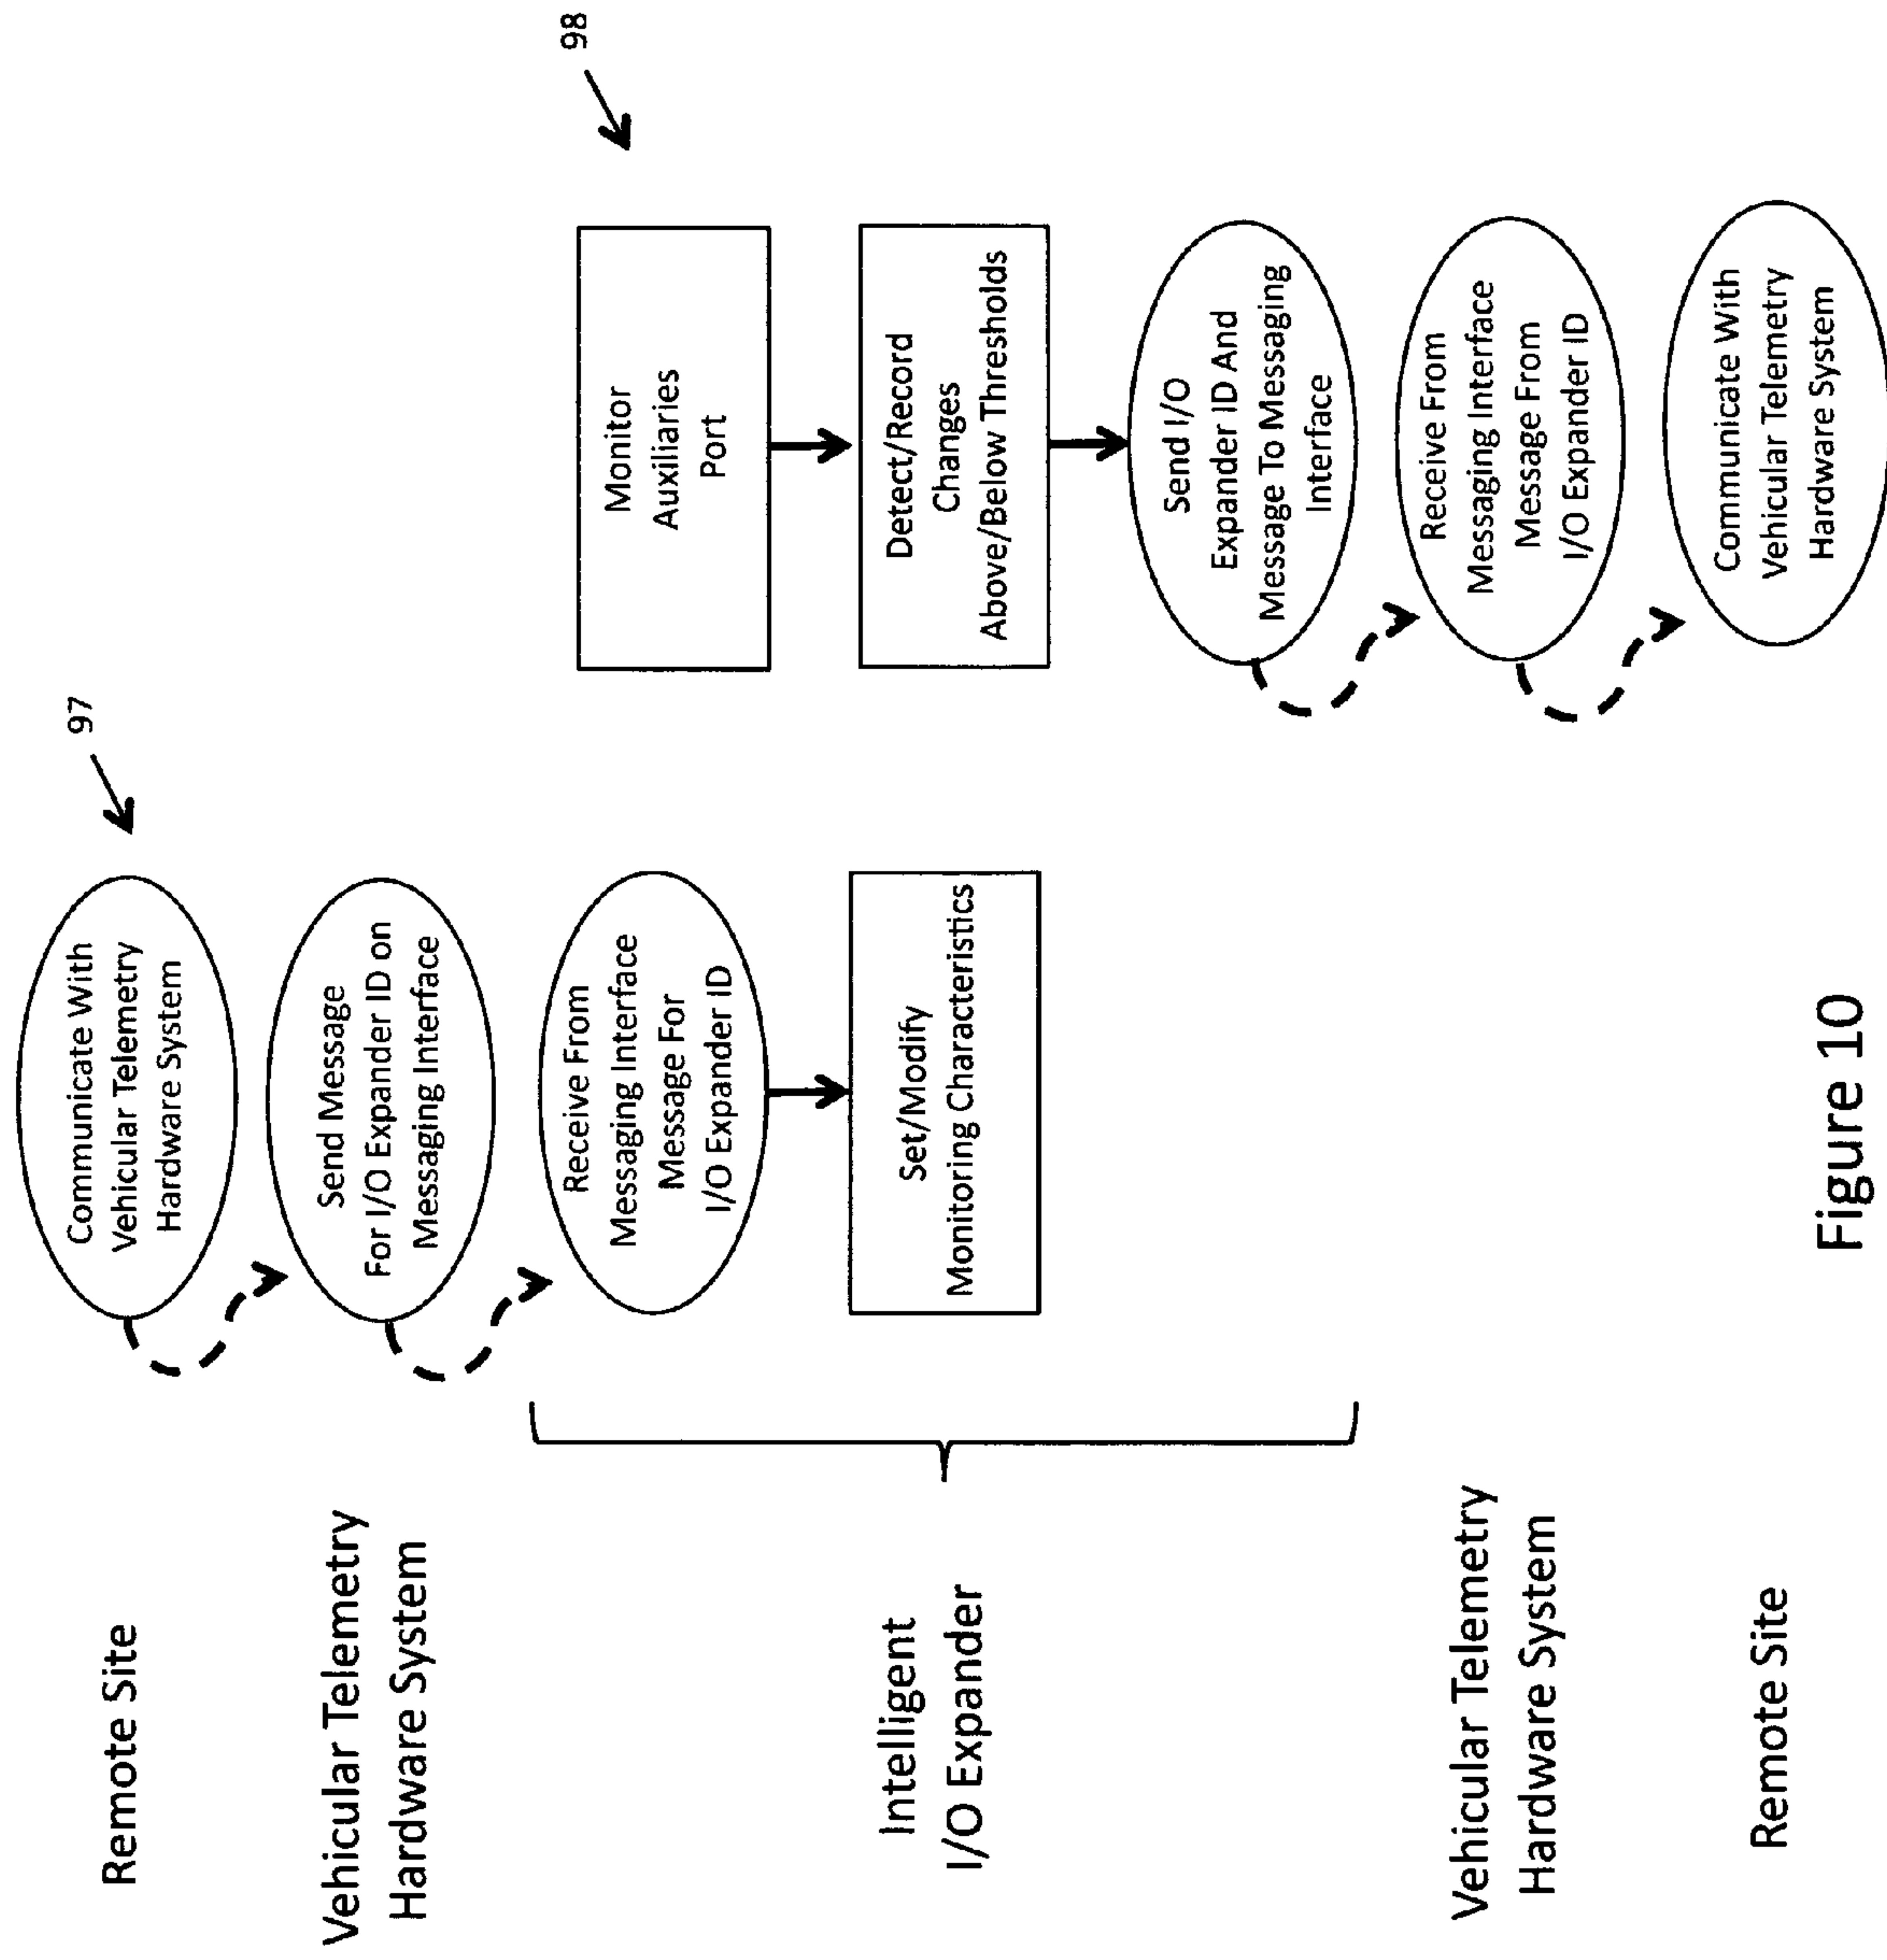 Remote Site
Vehicular Telemetry
Hardware System
Intelligent
I/O Expander
Vehicular Telemetry
Hardware System
Remote Site
97
Communicate With
Vehicular Telemetry
Hardware System
Send Message
For I/O Expander ID on
Messaging Interface
Receive From
Messaging Interface
Message For
I/O Expander ID
Set/Modify
Monitoring Characteristics
98
Monitor
Auxiliaries
Port
Detect/Record
Changes
Above/Below Thresholds
Send I/O
Expander ID And
Message To Messaging
Interface
Receive From
Messaging Interface
Message From
I/O Expander ID
Communicate With
Vehicular Telemetry
Hardware System
Figure 10